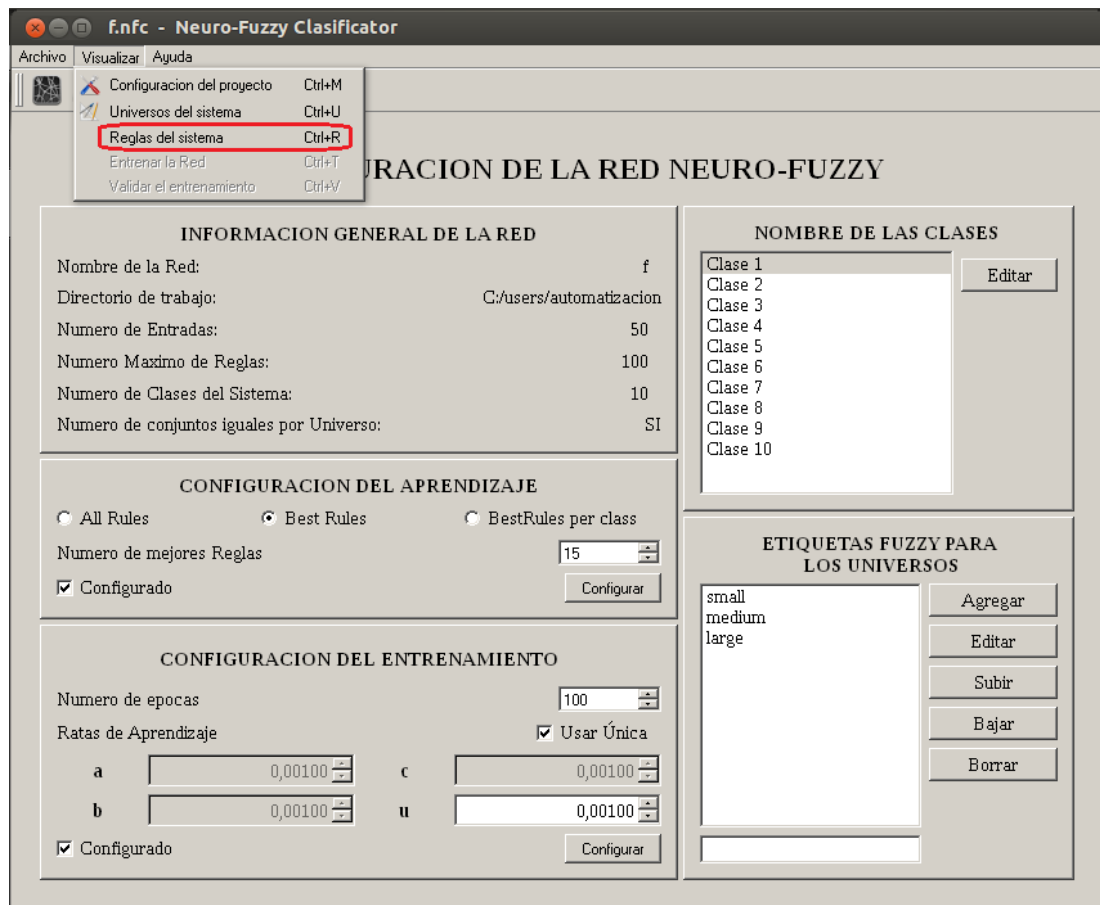 f.nfc - Neuro-Fuzzy Clasificator
Archivo Visualizar Ayuda
Configuracion del proyecto Ctrl+M
Universos del sistema Ctrl+U
Reglas del sistema Ctrl+R
Entrenar la Red Ctrl+T
Validar el entrenamiento Ctrl+V
URACION DE LA RED NEURO-FUZZY
INFORMACION GENERAL DE LA RED
Nombre de la Red: f
Directorio de trabajo: C:/users/automatizacion
Numero de Entradas: 50
Numero Maximo de Reglas: 100
Numero de Clases del Sistema: 10
Numero de conjuntos iguales por Universo: SI
CONFIGURACION DEL APRENDIZAJE
All Rules Best Rules BestRules per class
Numero de mejores Reglas 15
Configurado Configurar
CONFIGURACION DEL ENTRENAMIENTO
Numero de epocas 100
Ratas de Aprendizaje Usar Única
a 0,00100 c 0,00100
b 0,00100 u 0,00100
Configurado Configurar
NOMBRE DE LAS CLASES
Clase 1
Clase 2
Clase 3
Clase 4
Clase 5
Clase 6
Clase 7
Clase 8
Clase 9
Clase 10
Editar
ETIQUETAS FUZZY PARA
LOS UNIVERSOS
small
medium
large
Agregar
Editar
Subir
Bajar
Borrar